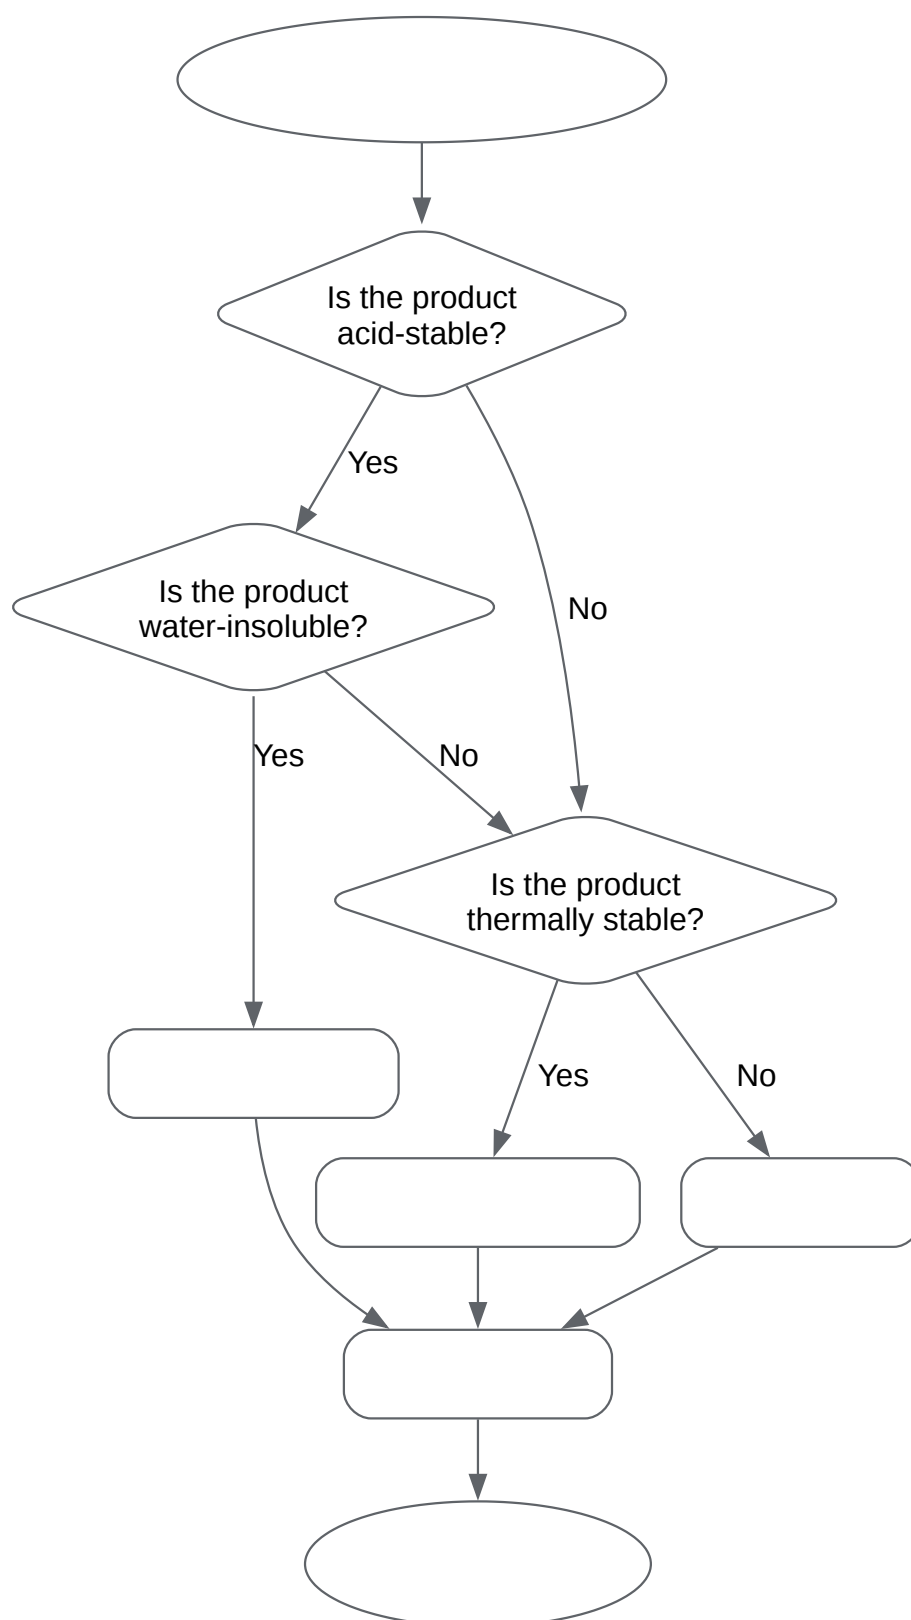 Is the product
acid-stable?
Yes
No
Is the product
water-insoluble?
Yes
No
Is the product
thermally stable?
Yes
No